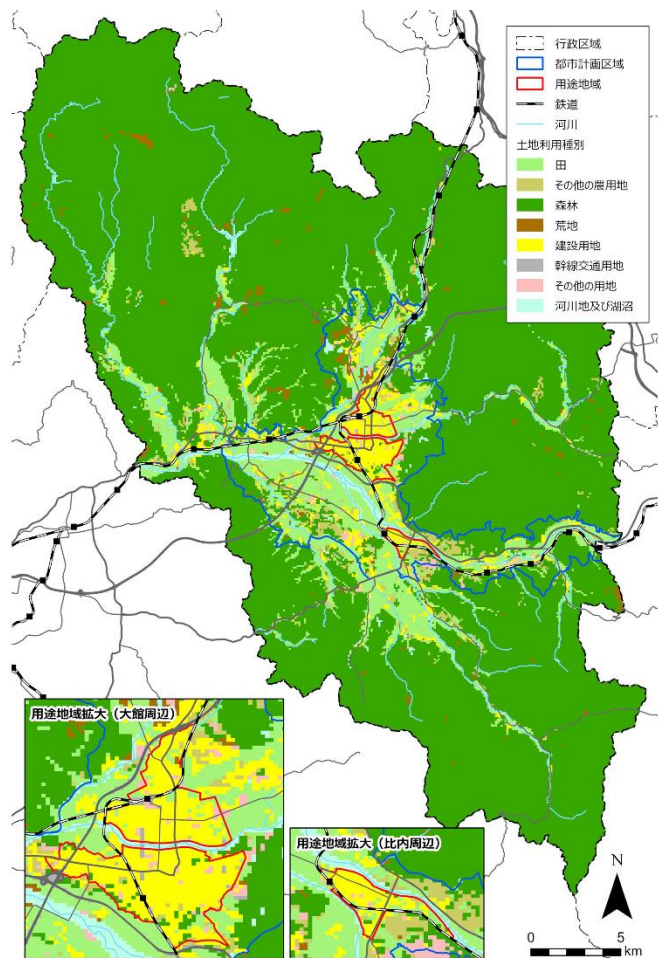 行政区域
都市計画区域
用途地域
鉄道
河川
土地利用種別
田
その他の農用地
森林
荒地
建設用地
幹線交通用地
その他の用地
河川地及び湖沼
用途地域拡大（大館周辺）
用途地域拡大（比内周辺）
N
0 5
km